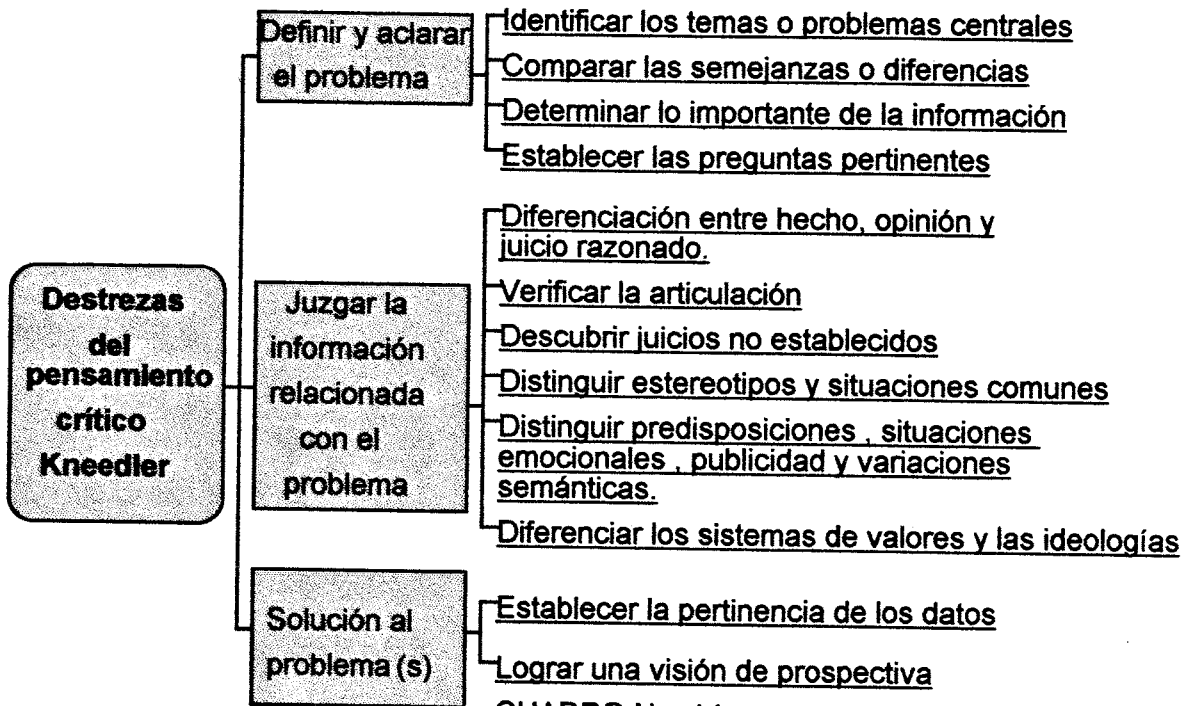 Definir y aclarar
el problema
Identificar los temas o problemas centrales
Comparar las semejanzas o diferencias
Determinar lo importante de la información
Establecer las preguntas pertinentes
Destrezas
del
pensamiento
crítico
Kneedler
Juzgar la
información
relacionada
con el
problema
Diferenciación entre hecho, opinión y
juicio razonado.
Verificar la articulación
Descubrir juicios no establecidos
Distinguir estereotipos y situaciones comunes
Distinguir predisposiciones , situaciones
emocionales , publicidad y variaciones
semánticas.
Diferenciar los sistemas de valores y las ideologías
Solución al
problema (s)
Establecer la pertinencia de los datos
Lograr una visión de prospectiva